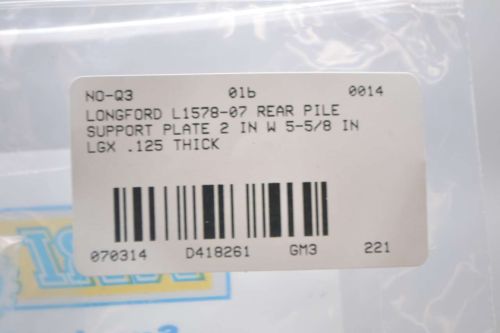 NO-Q3 01b 0014
LONGFORD L1578-07 REAR PILE
SUPPORT PLATE 2 IN W 5-5/8 IN
LGX .125 THICK
070314 D418261 GM3 221